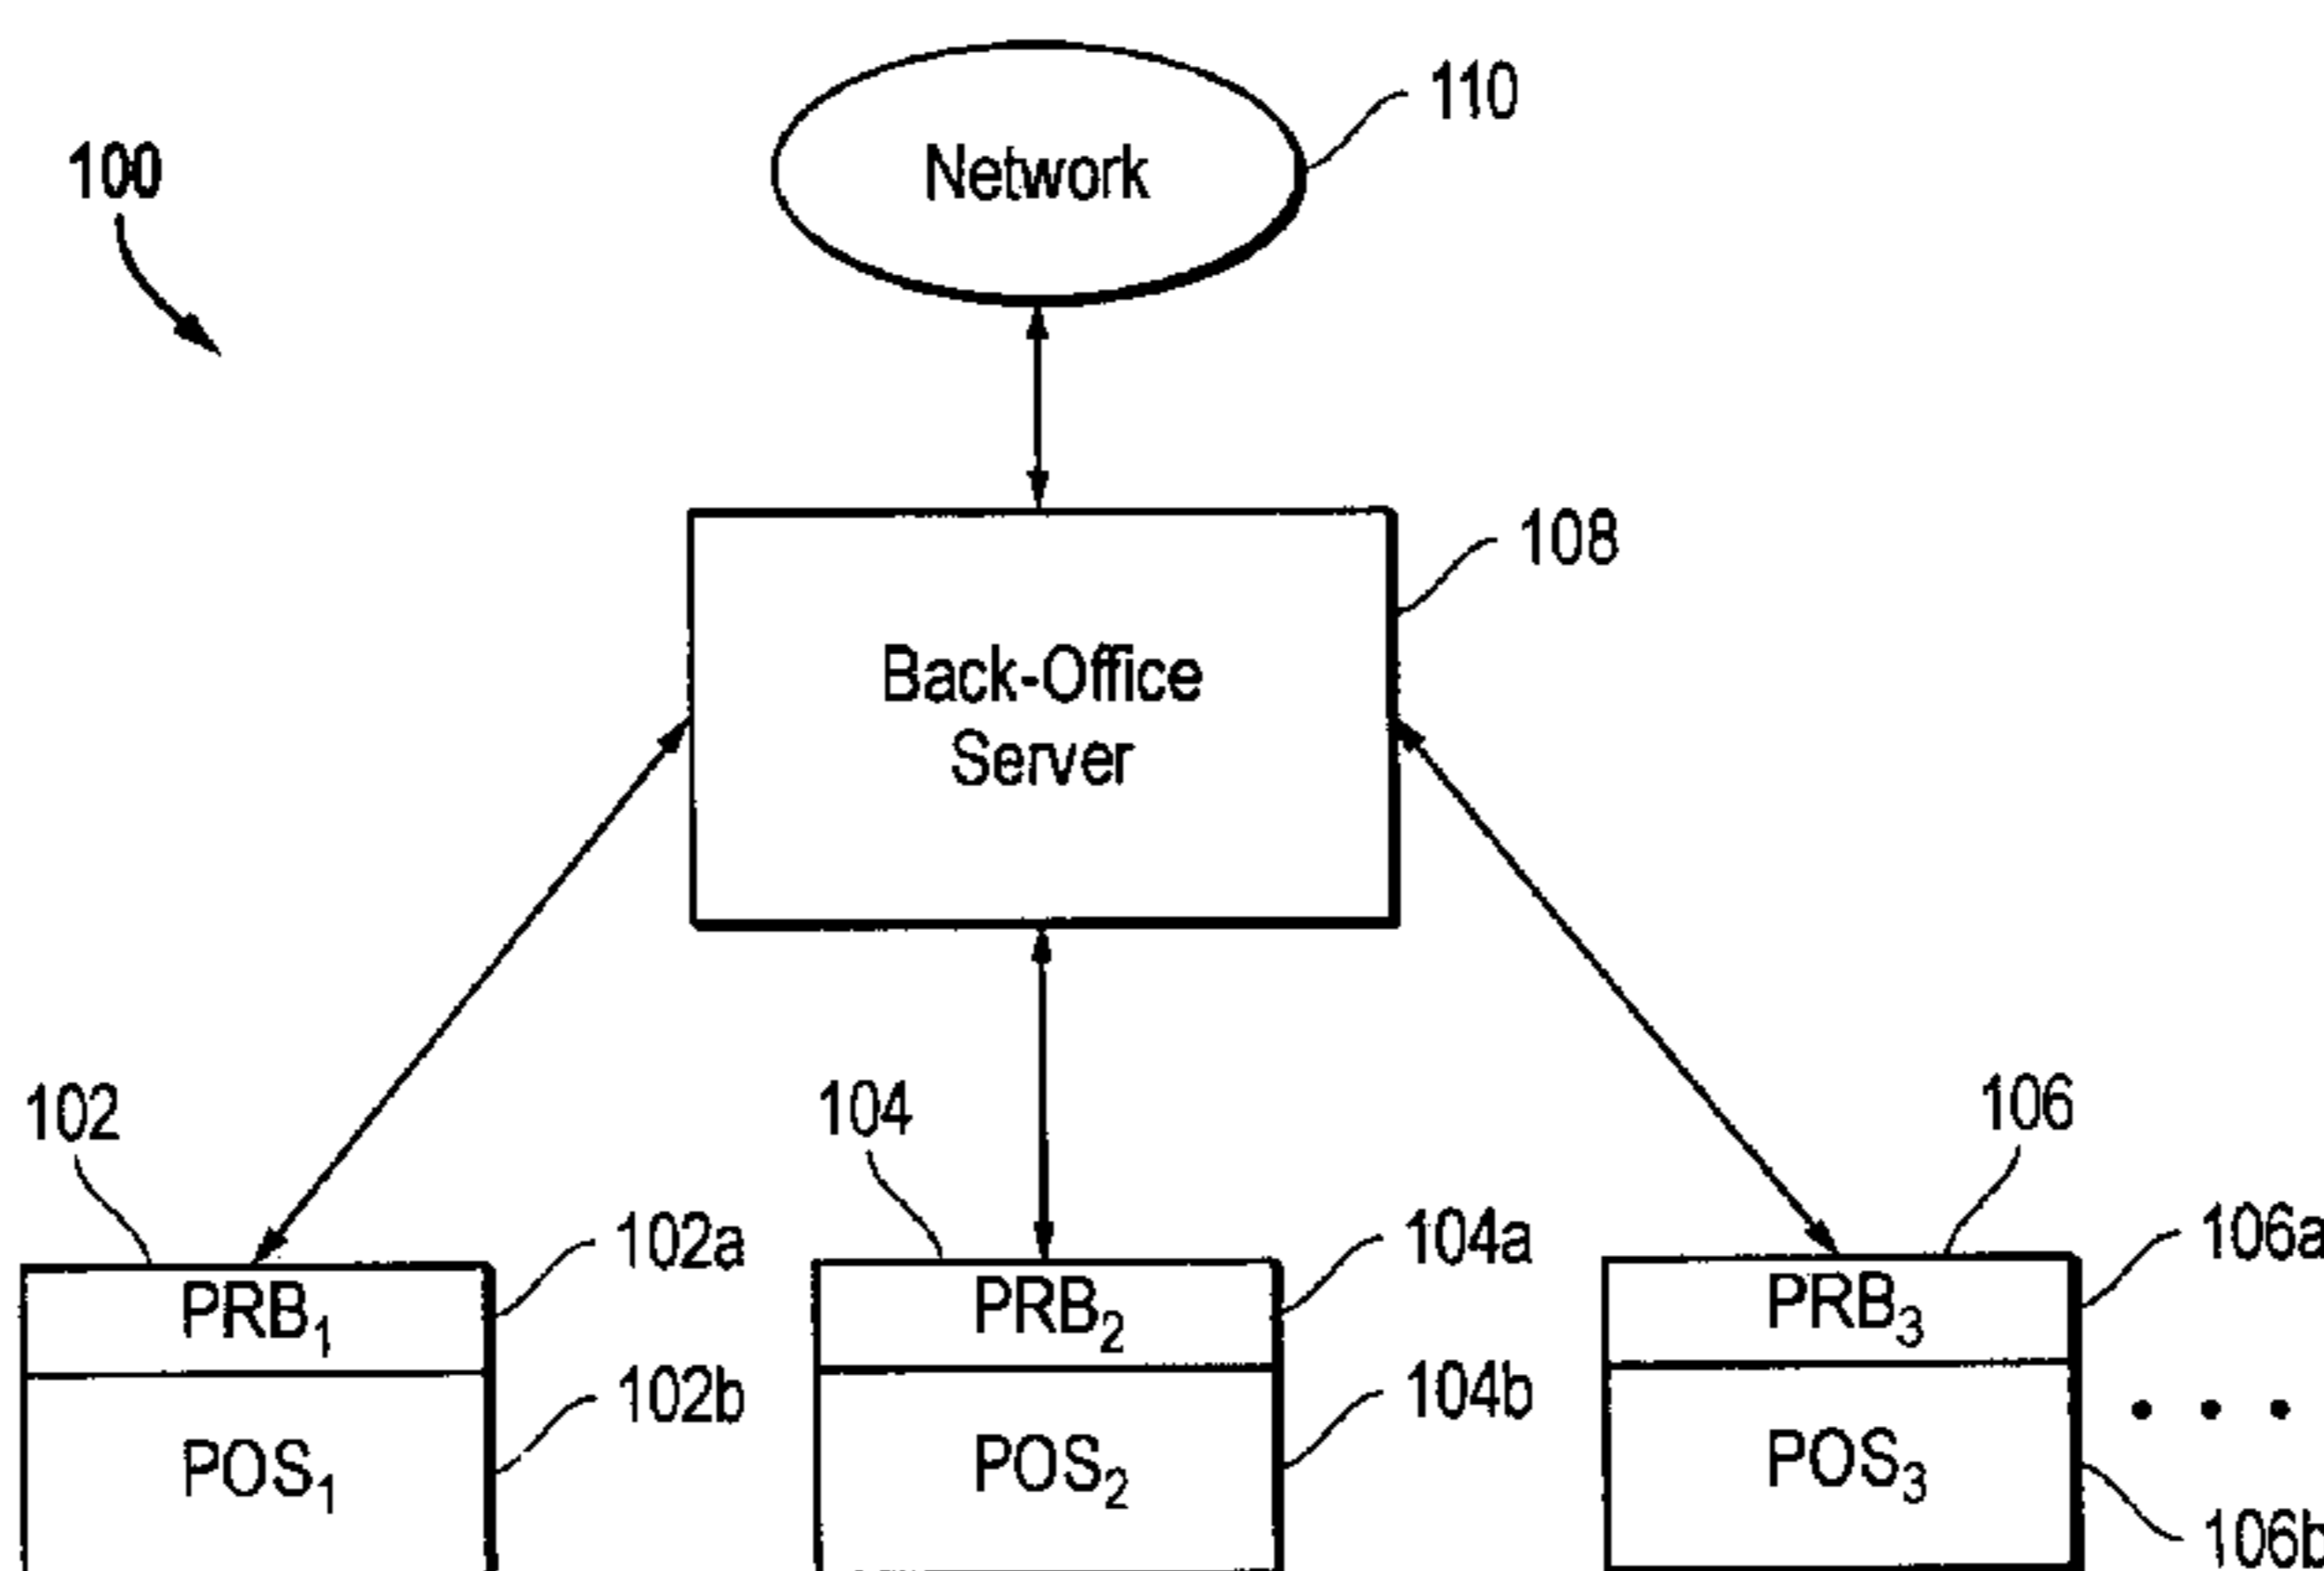 110
Network
100
108
Back-Office
Server
102
104
106
102a
104a
106a
PRB1
PRB2
PRB3
102b
104b
POS1
POS2
POS3
106b